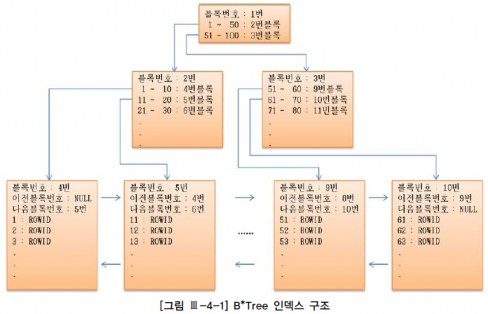 블록번호 : 1번
1 - 50 : 2번블록
51 - 100 : 3번블록
블록번호 : 2번
1 - 10 : 4번블록
11 - 20 : 5번블록
21 - 30 : 6번블록
.
.
.
블록번호 : 3번
51 - 60 : 9번블록
61 - 70 : 10번블록
71 - 80 : 11번블록
.
.
.
블록번호 : 4번
이전블록번호 : NULL
다음블록번호 : 5번
1 : ROWID
2 : ROWID
3 : ROWID
.
.
.
블록번호 : 5번
이전블록번호 : 4번
다음블록번호 : 6번
11 : ROWID
12 : ROWID
13 : ROWID
.
.
.
......
블록번호 : 9번
이전블록번호 : 8번
다음블록번호 : 10번
51 : ROWID
52 : ROWID
53 : ROWID
.
.
.
블록번호 : 10번
이전블록번호 : 9번
다음블록번호 : NULL
61 : ROWID
62 : ROWID
63 : ROWID
.
.
.
[그림 Ⅲ-4-1] B*Tree 인덱스 구조